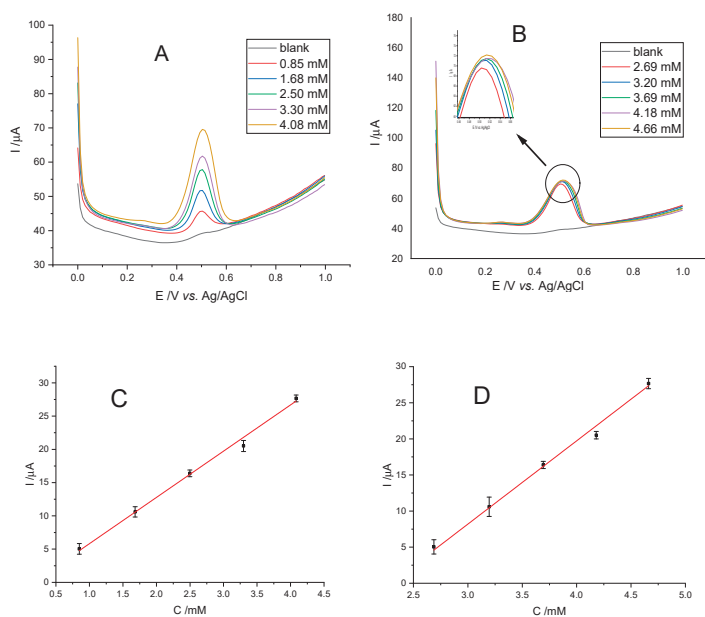 A
blank
0.85 mM
1.68 mM
2.50 mM
3.30 mM
4.08 mM
I /µA
100
90
80
70
60
50
40
30
0.0 0.2 0.4 0.6 0.8 1.0
E /V vs. Ag/AgCl
B
blank
2.69 mM
3.20 mM
3.69 mM
4.18 mM
4.66 mM
I /µA
180
160
140
120
100
80
60
40
0.0 0.2 0.4 0.6 0.8 1.0
E /V vs. Ag/AgCl
C
I /µA
30
25
20
15
10
5
0
0.5 1.0 1.5 2.0 2.5 3.0 3.5 4.0 4.5
C /mM
D
I /µA
30
25
20
15
10
5
0
2.5 3.0 3.5 4.0 4.5 5.0
C /mM